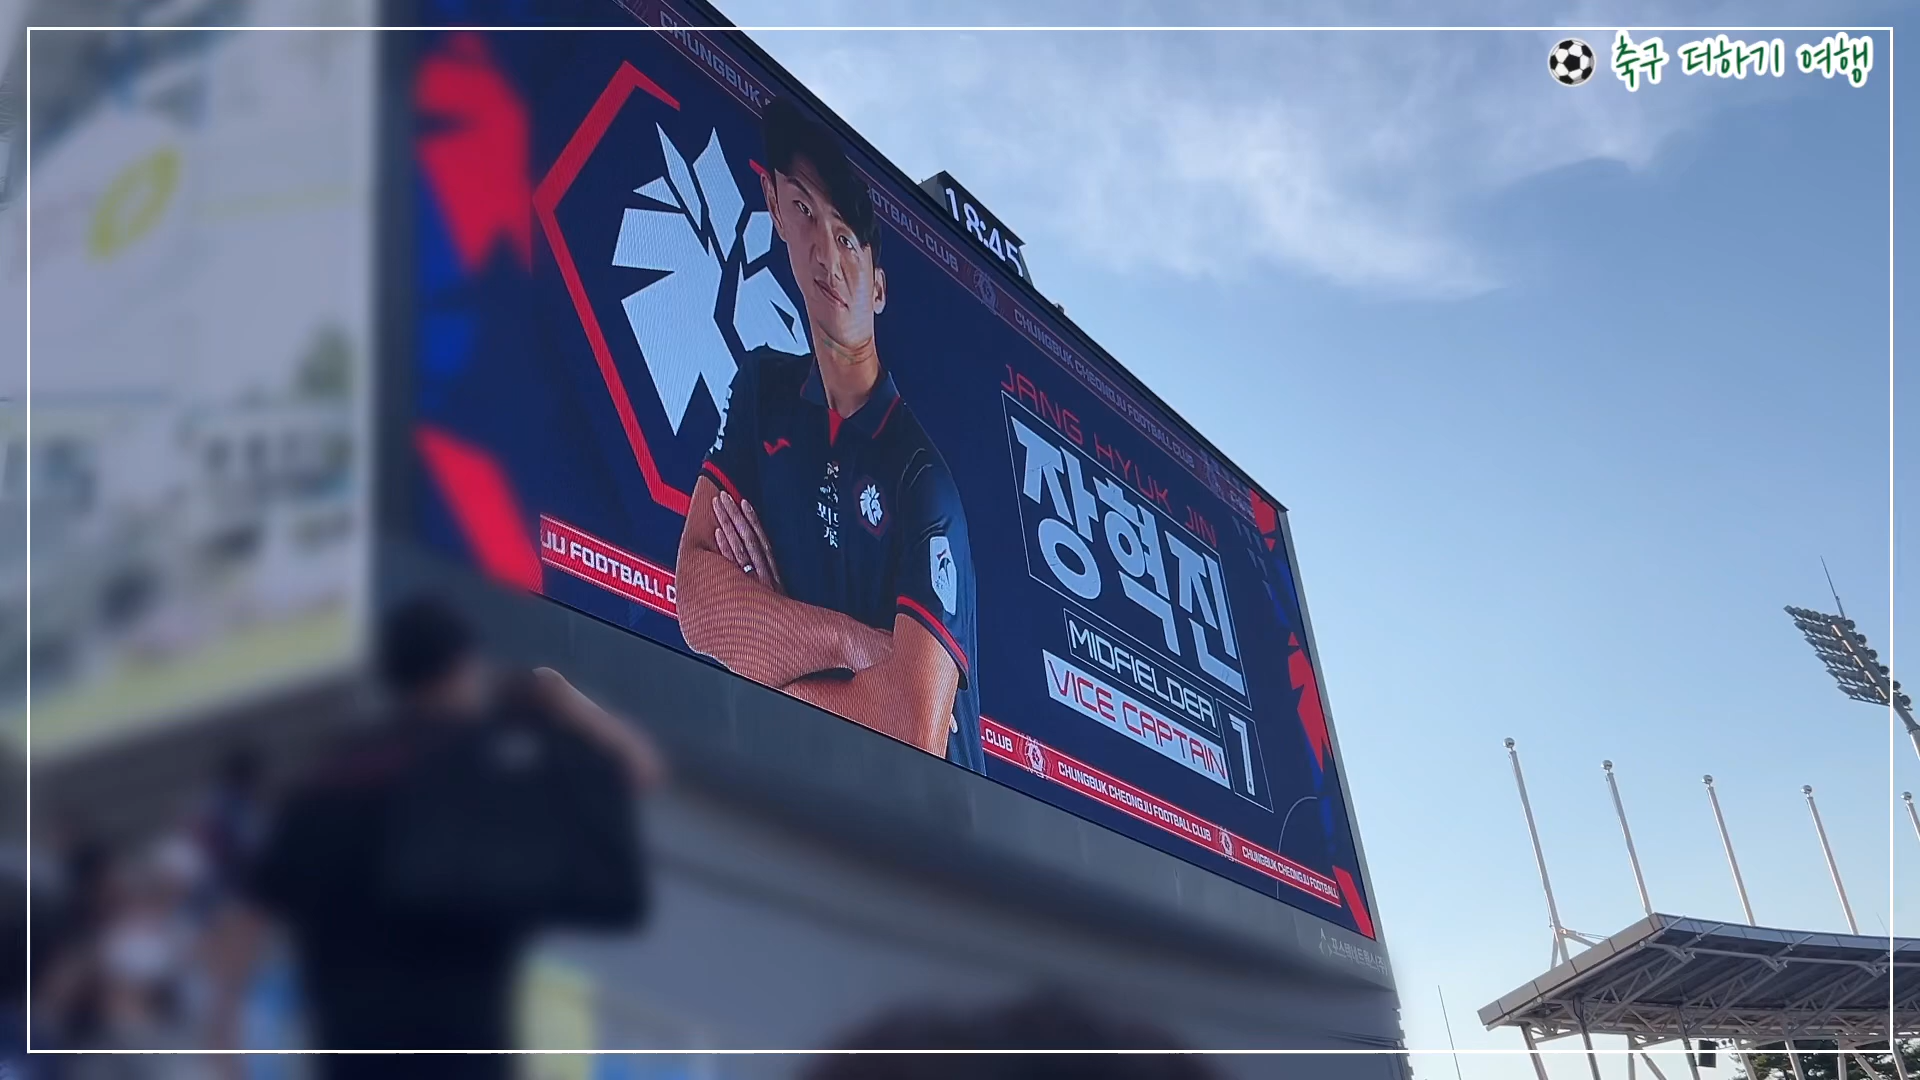 축구 더하기 여행
CHUNGBUK
FOOTBALL CLUB
CHUNGBUK CHEONGJU FOOTBALL CLUB
18:45
JANG HYUK JIN
장혁진
MIDFIELDER
VICE CAPTAIN
7
JU FOOTBALL C
CLUB
CHUNGBUK CHEONGJU FOOTBALL CLUB
CHUNGBUK CHEONGJU FOOTBALL